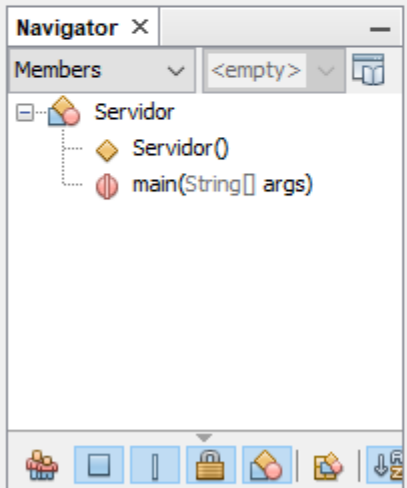 Navigator
Members <empty>
Servidor
Servidor()
main(String[] args)